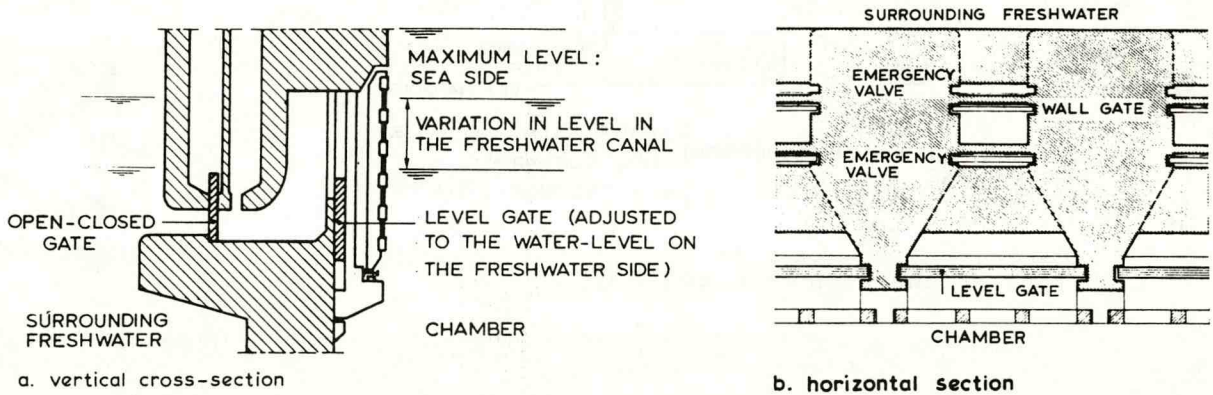 MAXIMUM LEVEL :
SEA SIDE
VARIATION IN LEVEL IN
THE FRESHWATER CANAL
OPEN-CLOSED
GATE
LEVEL GATE (ADJUSTED
TO THE WATER-LEVEL ON
THE FRESHWATER SIDE)
SURROUNDING
FRESHWATER
CHAMBER
a. vertical cross-section
SURROUNDING FRESHWATER
EMERGENCY
VALVE
WALL GATE
EMERGENCY
VALVE
LEVEL GATE
CHAMBER
b. horizontal section